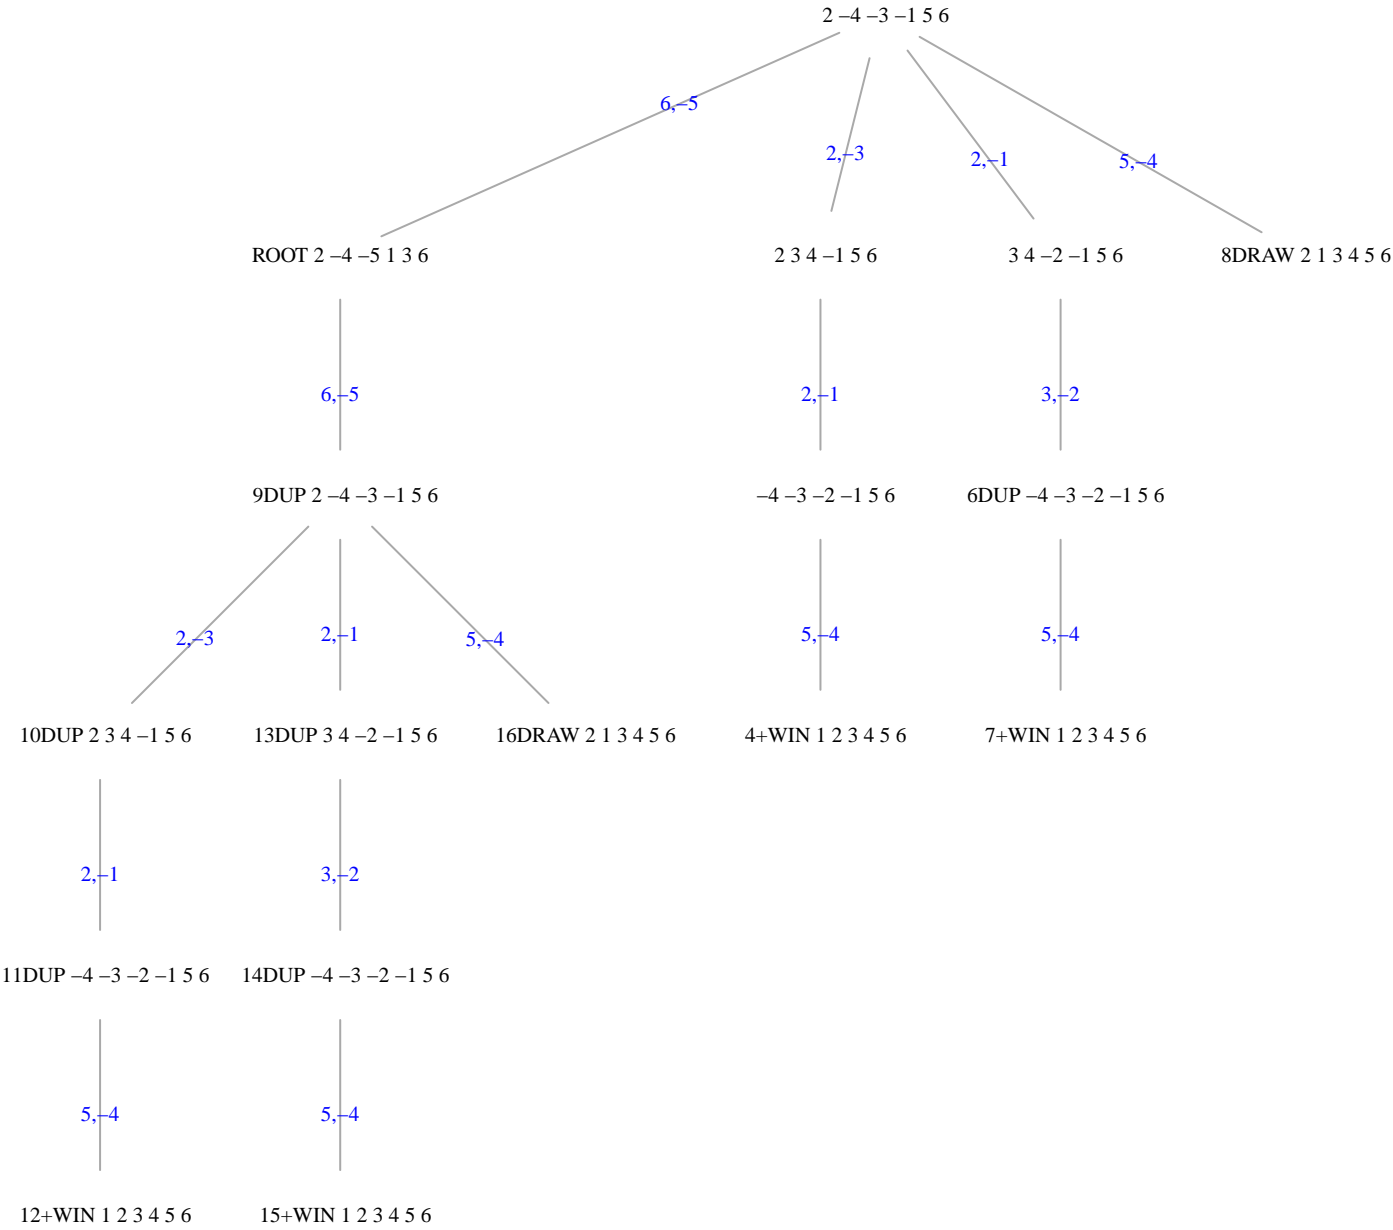 2 –4 –3 –1 5 6
6,–5
2,–3
2,–1
5,–4
ROOT 2 –4 –5 1 3 6
2 3 4 –1 5 6
3 4 –2 –1 5 6
8DRAW 2 1 3 4 5 6
6,–5
2,–1
3,–2
9DUP 2 –4 –3 –1 5 6
–4 –3 –2 –1 5 6
6DUP –4 –3 –2 –1 5 6
2,–3
2,–1
5,–4
5,–4
5,–4
10DUP 2 3 4 –1 5 6
13DUP 3 4 –2 –1 5 6
16DRAW 2 1 3 4 5 6
4+WIN 1 2 3 4 5 6
7+WIN 1 2 3 4 5 6
2,–1
3,–2
11DUP –4 –3 –2 –1 5 6
14DUP –4 –3 –2 –1 5 6
5,–4
5,–4
12+WIN 1 2 3 4 5 6
15+WIN 1 2 3 4 5 6